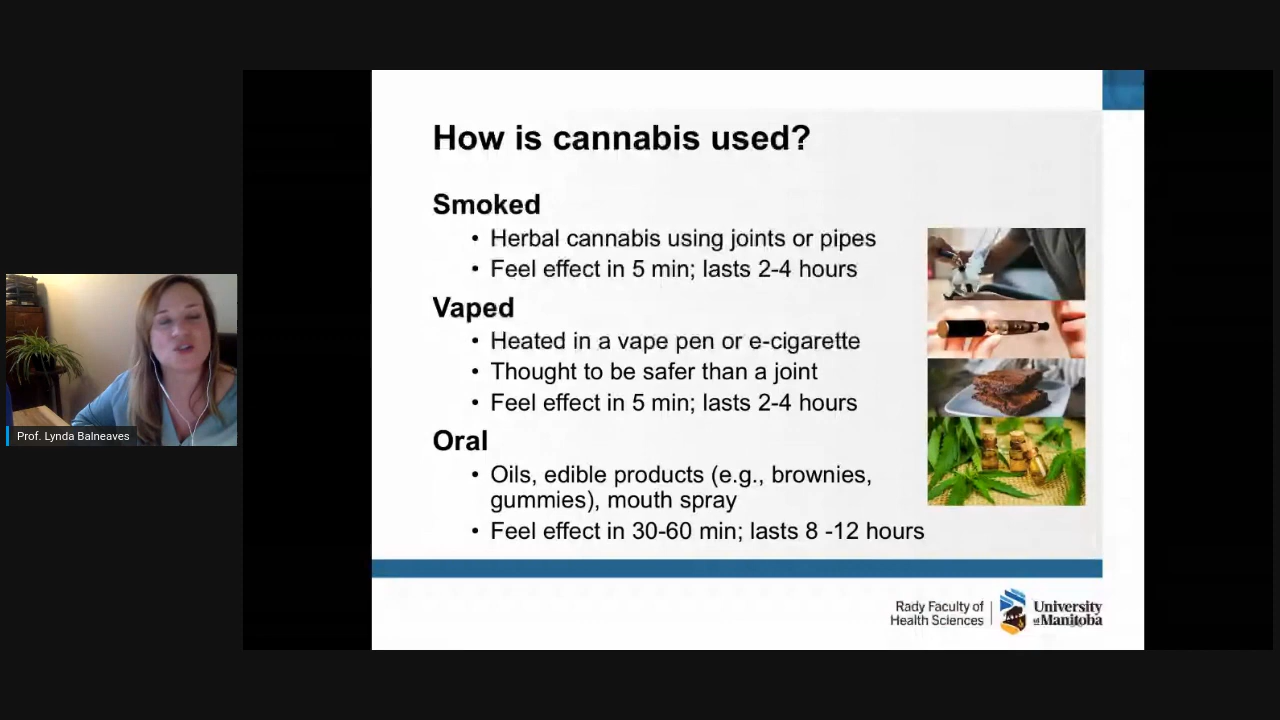 How is cannabis used?
Smoked
• Herbal cannabis using joints or pipes
• Feel effect in 5 min; lasts 2-4 hours
Vaped
• Heated in a vape pen or e-cigarette
• Thought to be safer than a joint
• Feel effect in 5 min; lasts 2-4 hours
Oral
• Oils, edible products (e.g., brownies,
gummies), mouth spray
• Feel effect in 30-60 min; lasts 8 -12 hours
Prof. Lynda Balneaves
Rady Faculty of
Health Sciences
University
of Manitoba